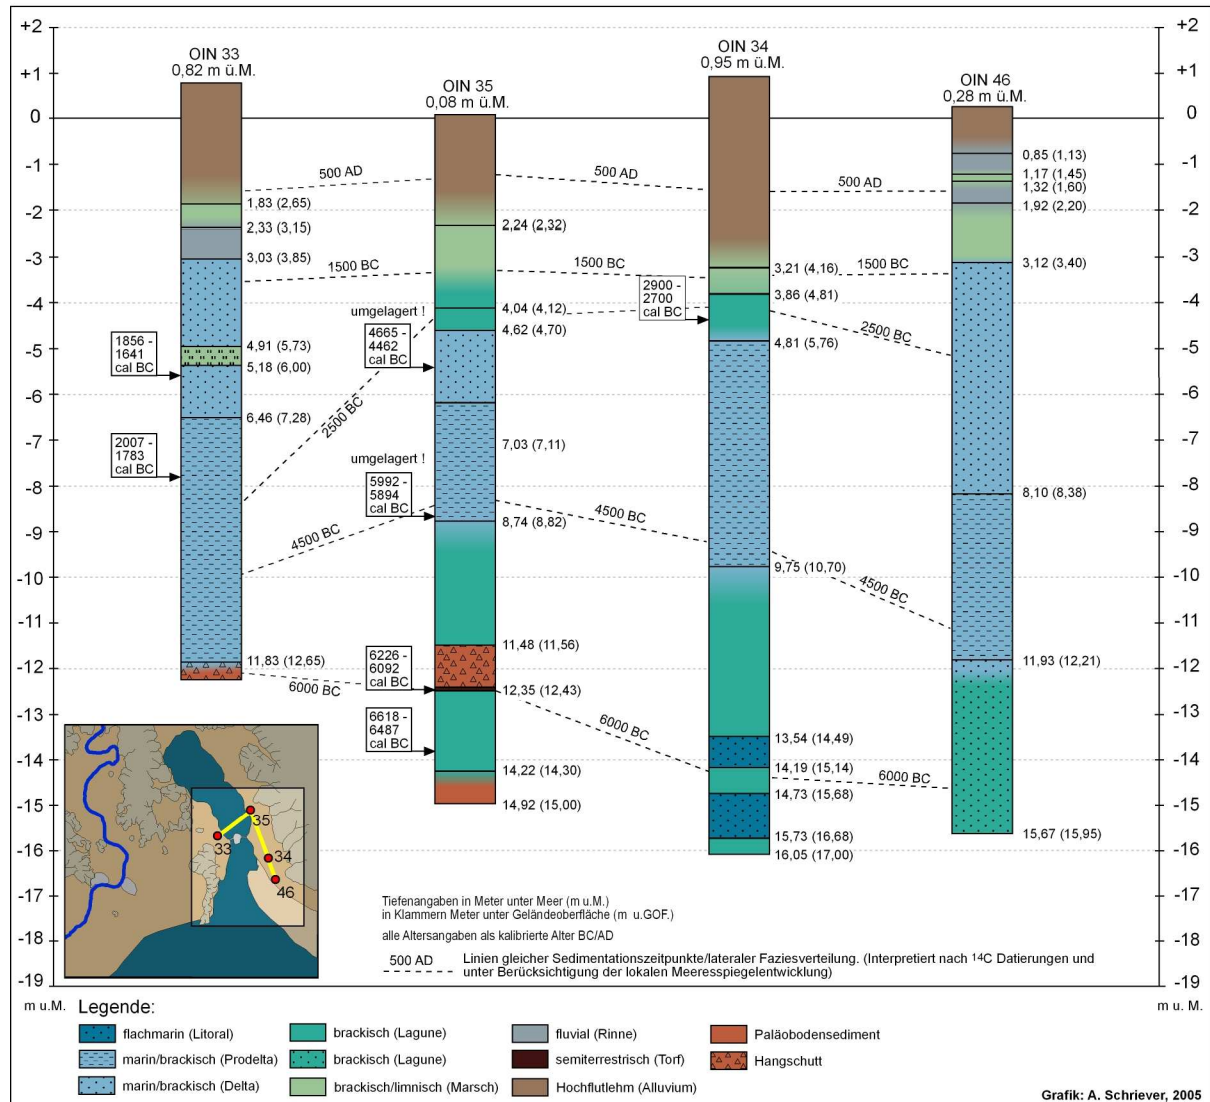 +2
+1
0
-1
-2
-3
-4
-5
-6
-7
-8
-9
-10
-11
-12
-13
-14
-15
-16
-17
-18
-19
m u.M.
OIN 33
0,82 m ü.M.
1,83 (2,65)
2,33 (3,15)
3,03 (3,85)
4,91 (5,73)
5,18 (6,00)
6,46 (7,28)
11,83 (12,65)
1856 -
1641
cal BC
2007 -
1783
cal BC
500 AD
1500 BC
2500 BC
4500 BC
6000 BC
OIN 35
0,08 m ü.M.
2,24 (2,32)
4,04 (4,12)
4,62 (4,70)
7,03 (7,11)
8,74 (8,82)
11,48 (11,56)
12,35 (12,43)
14,22 (14,30)
14,92 (15,00)
umgelagert !
4665 -
4462
cal BC
umgelagert !
5992 -
5894
cal BC
6226 -
6092
cal BC
6618 -
6487
cal BC
500 AD
1500 BC
4500 BC
6000 BC
OIN 34
0,95 m ü.M.
2900 -
2700
cal BC
3,21 (4,16)
3,86 (4,81)
4,81 (5,76)
9,75 (10,70)
13,54 (14,49)
14,19 (15,14)
14,73 (15,68)
15,73 (16,68)
16,05 (17,00)
500 AD
1500 BC
2500 BC
4500 BC
6000 BC
OIN 46
0,28 m ü.M.
0,85 (1,13)
1,17 (1,45)
1,32 (1,60)
1,92 (2,20)
3,12 (3,40)
8,10 (8,38)
11,93 (12,21)
15,67 (15,95)
+2
+1
0
-1
-2
-3
-4
-5
-6
-7
-8
-9
-10
-11
-12
-13
-14
-15
-16
-17
-18
-19
m u. M.
35
33
34
46
Tiefenangaben in Meter unter Meer (m u.M.)
in Klammern Meter unter Geländeoberfläche (m u.GOF.)
alle Altersangaben als kalibrierte Alter BC/AD
500 AD Linien gleicher Sedimentationszeitpunkte/lateraler Faziesverteilung. (Interpretiert nach 14C Datierungen und
unter Berücksichtigung der lokalen Meeresspiegelentwicklung)
Legende:
flachmarin (Litoral)
marin/brackisch (Prodelta)
marin/brackisch (Delta)
brackisch (Lagune)
brackisch (Lagune)
brackisch/limnisch (Marsch)
fluvial (Rinne)
semiterrestrisch (Torf)
Hochflutlehm (Alluvium)
Paläobodensediment
Hangschutt
Grafik: A. Schriever, 2005